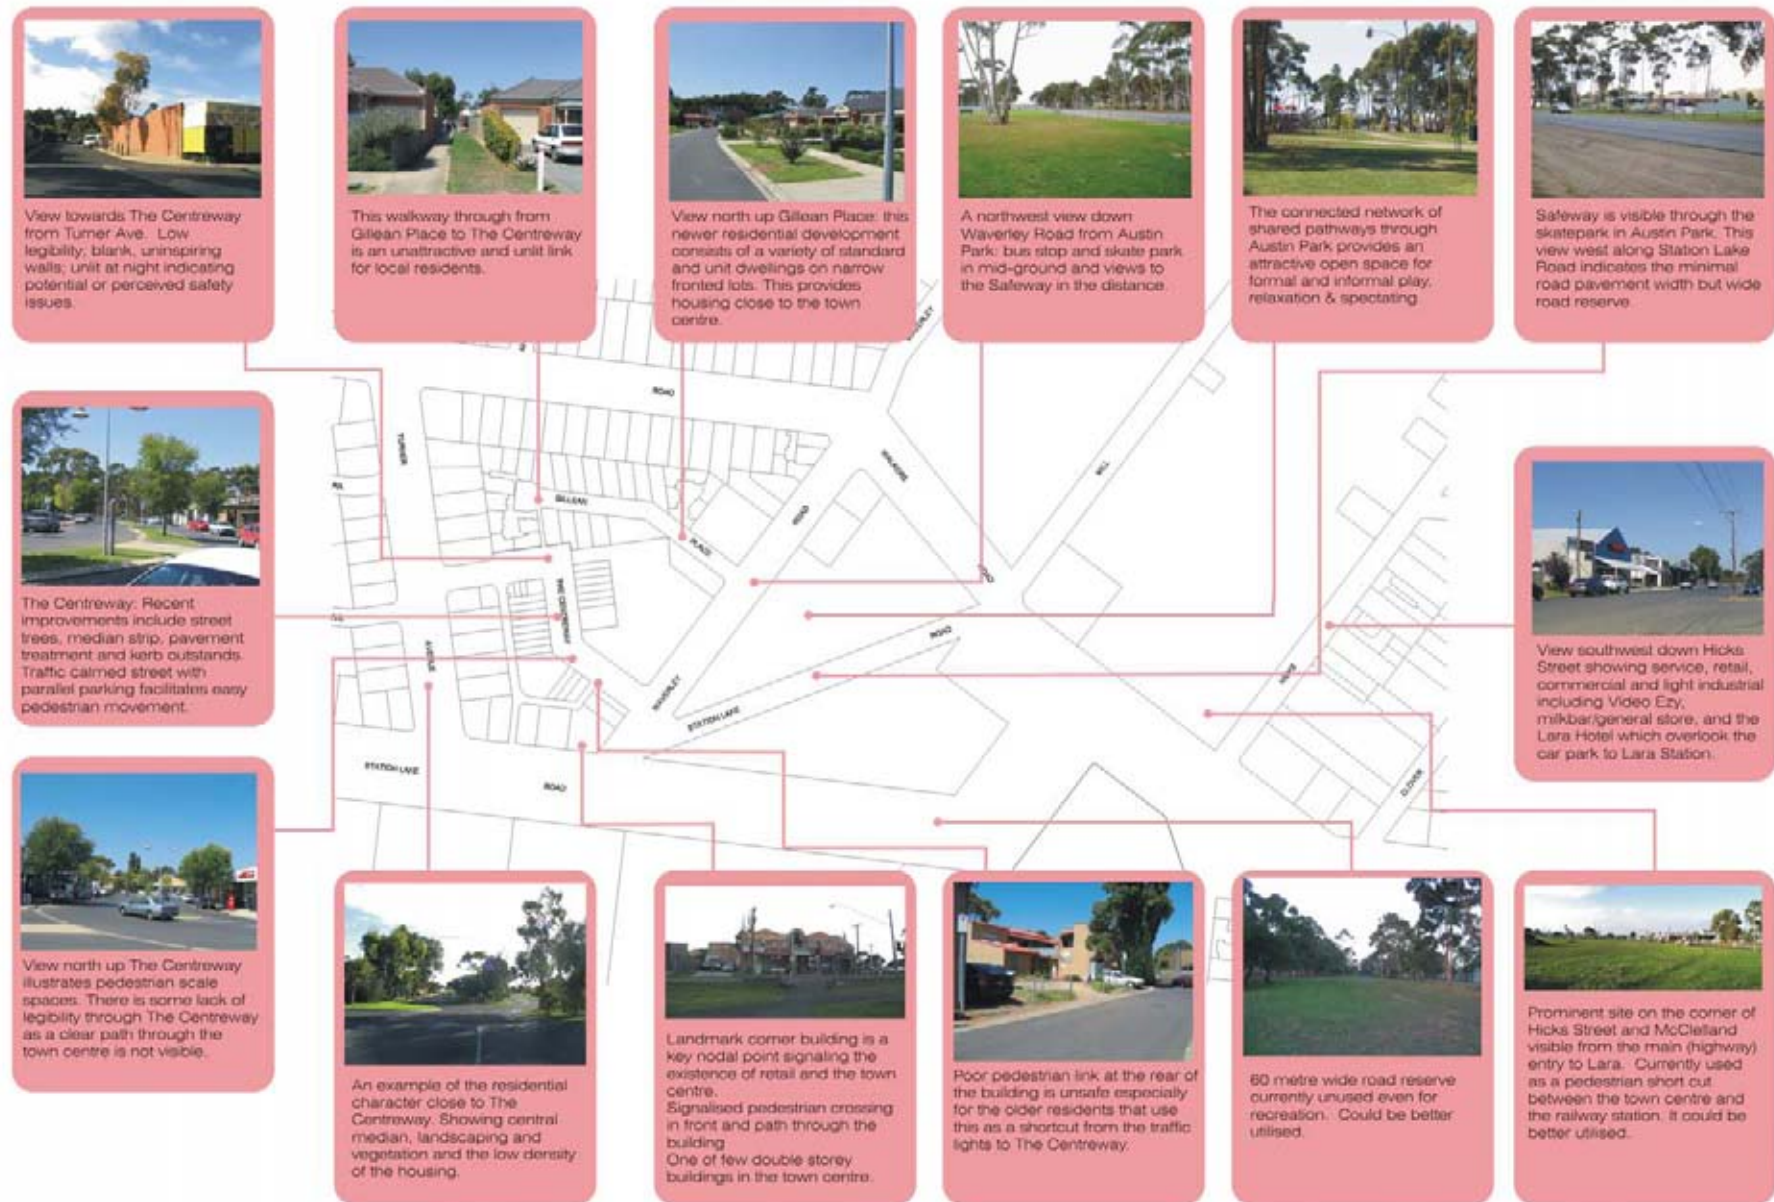 View towards The Centreway
from Turner Ave. Low
legibility; blank, uninspiring
walls; unlit at night indicating
potential or perceived safety
issues.
This walkway through from
Gillean Place to The Centreway
is an unattractive and unlit link
for local residents.
View north up Gillean Place: this
newer residential development
consists of a variety of standard
and unit dwellings on narrow
fronted lots. This provides
housing close to the town
centre.
A northwest view down
Waverley Road from Austin
Park: bus stop and skate park
in mid-ground and views to
the Safeway in the distance
The connected network of
shared pathways through
Austin Park provides an
attractive open space for
formal and informal play,
relaxation & spectating
Safeway is visible through the
skatepark in Austin Park. This
view west along Station Lake
Road indicates the minimal
road pavement width but wide
road reserve
The Centreway: Recent
improvements include street
trees, median strip, pavement
treatment and kerb outstands.
Traffic calmed street with
parallel parking facilitates easy
pedestrian movement.
View southwest down Hicks
Street showing service, retail,
commercial and light industrial
including Video Ezy,
milkbar/general store, and the
Lara Hotel which overlook the
car park to Lara Station.
View north up The Centreway
illustrates pedestrian scale
spaces. There is some lack of
legibility through The Centreway
as a clear path through the
town centre is not visible.
An example of the residential
character close to The
Centreway. Showing central
median, landscaping and
vegetation and the low density
of the housing.
Landmark corner building is a
key nodal point signaling the
existence of retail and the town
centre.
Signalised pedestrian crossing
in front and path through the
building
One of few double storey
buildings in the town centre.
Poor pedestrian link at the rear of
the building is unsafe especially
for the older residents that use
this as a shortcut from the traffic
lights to The Centreway.
60 metre wide road reserve
currently unused even for
recreation. Could be better
utilised.
Prominent site on the corner of
Hicks Street and McClelland
visible from the main (highway)
entry to Lara. Currently used
as a pedestrian short cut
between the town centre and
the railway station. It could be
better utilised.
ROAD
TURNER
WALKERS
GILLEAN
PLACE
ROAD
ROAD
THE CENTREWAY
AVENUE
ROAD
WAVERLEY
STATION LAKE
STATION LAKE
ROAD
CLOVER